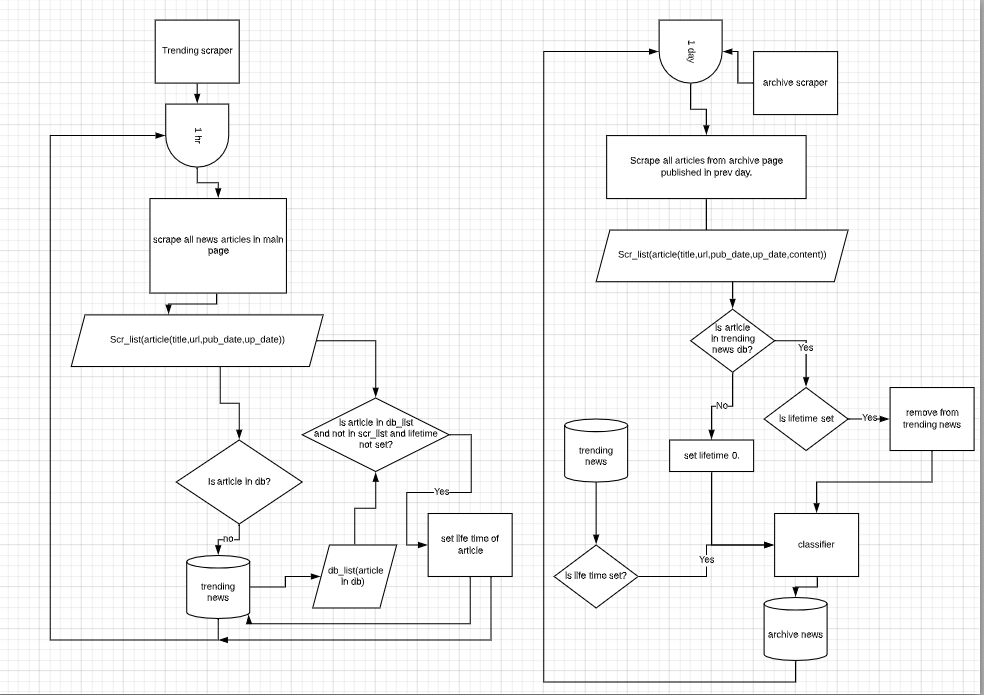 Trending scraper
1 hr
scrape all news articles in main
page
Scr_list(article(title,url,pub_date,up_date))
Is article in db_list
and not in scr_list and lifetime
not set?
Is article in db?
Yes
no
set life time of
article
trending
news
db_list(article
in db)
1 day
archive scraper
Scrape all articles from archive page
published in prev day.
Scr_list(article(title,url,pub_date,up_date,content))
Is article
in trending
news db?
Yes
Is lifetime set
Yes
remove from
trending news
No
set lifetime 0.
trending
news
classifier
Yes
Is life time set?
archive news